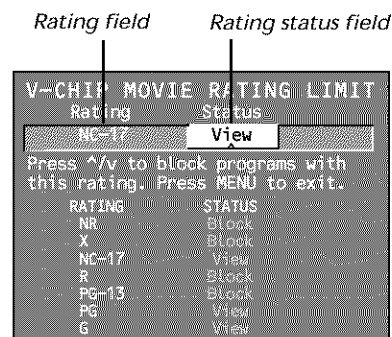 Rating field Rating status field
V-CHIP MOVIE RATING LIMIT
Rating Status
NC-17 View
Press ^/v to block programs with
this rating. Press MENU to exit.
RATING STATUS
NR Block
X Block
NC-17 View
R Block
PG-13 Block
PG View
G View